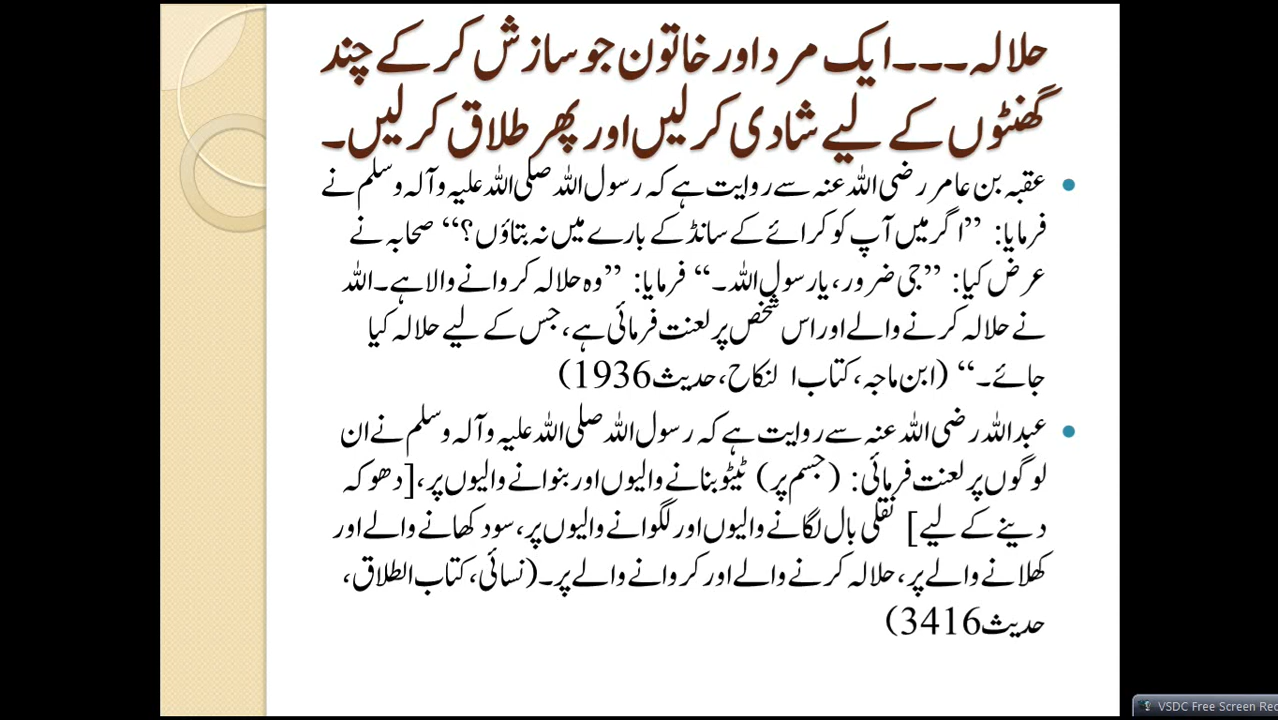 حلالہ۔۔۔ایک مرد اور خاتون جو سازش کر کے چند
گھنٹوں کے لیے شادی کر لیں اور پھر طلاق کر لیں۔
• عقبہ بن عامر رضی اللہ عنہ سے روایت ہے کہ رسول اللہ صلی اللہ علیہ وآلہ وسلم نے
فرمایا: ”اگر میں آپ کو کرائے کے سانڈ کے بارے میں نہ بتاؤں؟“ صحابہ نے
عرض کیا: ”جی ضرور، یا رسول اللہ۔“ فرمایا: ”وہ حلالہ کروانے والا ہے۔ اللہ
نے حلالہ کرنے والے اور اس شخص پر لعنت فرمائی ہے، جس کے لیے حلالہ کیا
جائے۔“ (ابن ماجہ، کتاب ا لنکاح، حدیث 1936)
• عبد اللہ رضی اللہ عنہ سے روایت ہے کہ رسول اللہ صلی اللہ علیہ وآلہ وسلم نے ان
لوگوں پر لعنت فرمائی: (جسم پر) ٹیٹو بنانے والیوں اور بنوانے والیوں پر، [دھوکہ
دینے کے لیے] نقلی بال لگانے والیوں اور لگوانے والیوں پر، سود کھانے والے اور
کھلانے والے پر، حلالہ کرنے والے اور کروانے والے پر۔ (نسائی، کتاب الطلاق،
حدیث 3416)
VSDC Free Screen Rec